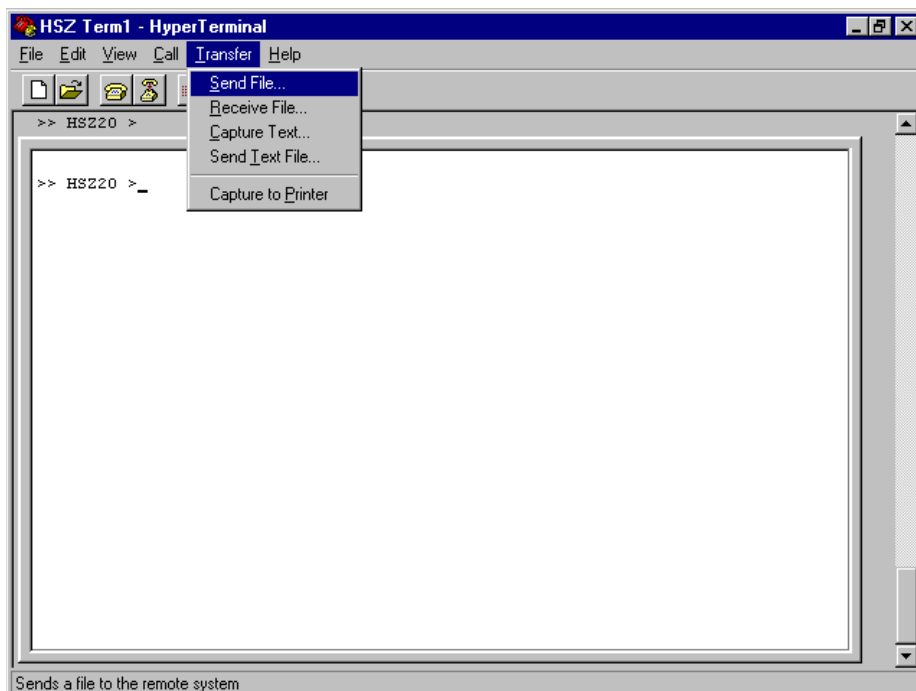 HSZ Term1 - HyperTerminal
File Edit View Call Transfer Help
Send File...
Receive File...
Capture Text...
Send Text File...
Capture to Printer
>> HSZ20 >
>> HSZ20 >_
Sends a file to the remote system